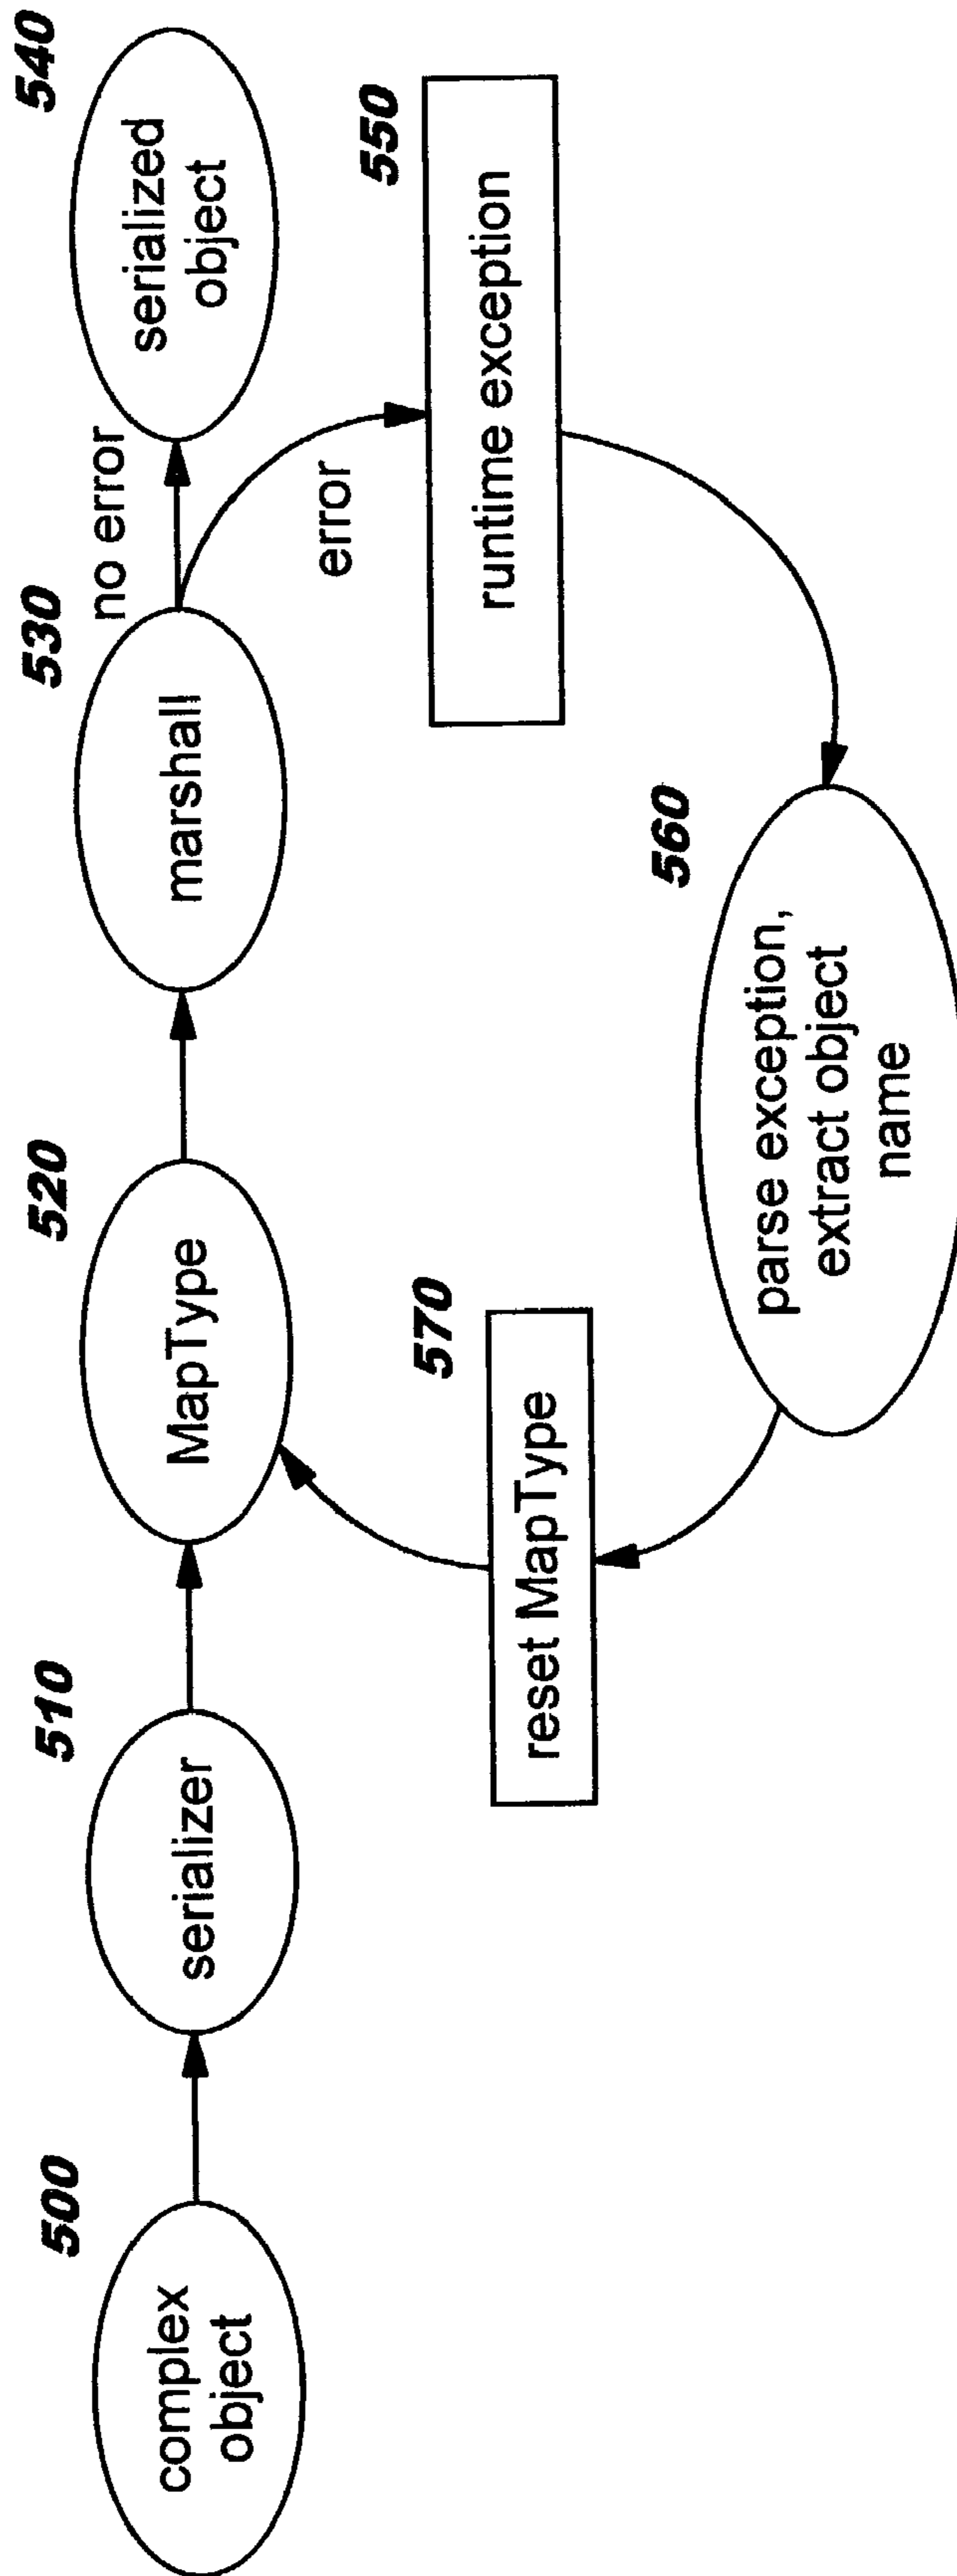 500
complex
object
510
serializer
520
MapType
530
marshall
no error
540
serialized
object
error
550
runtime exception
560
parse exception,
extract object
name
570
reset MapType